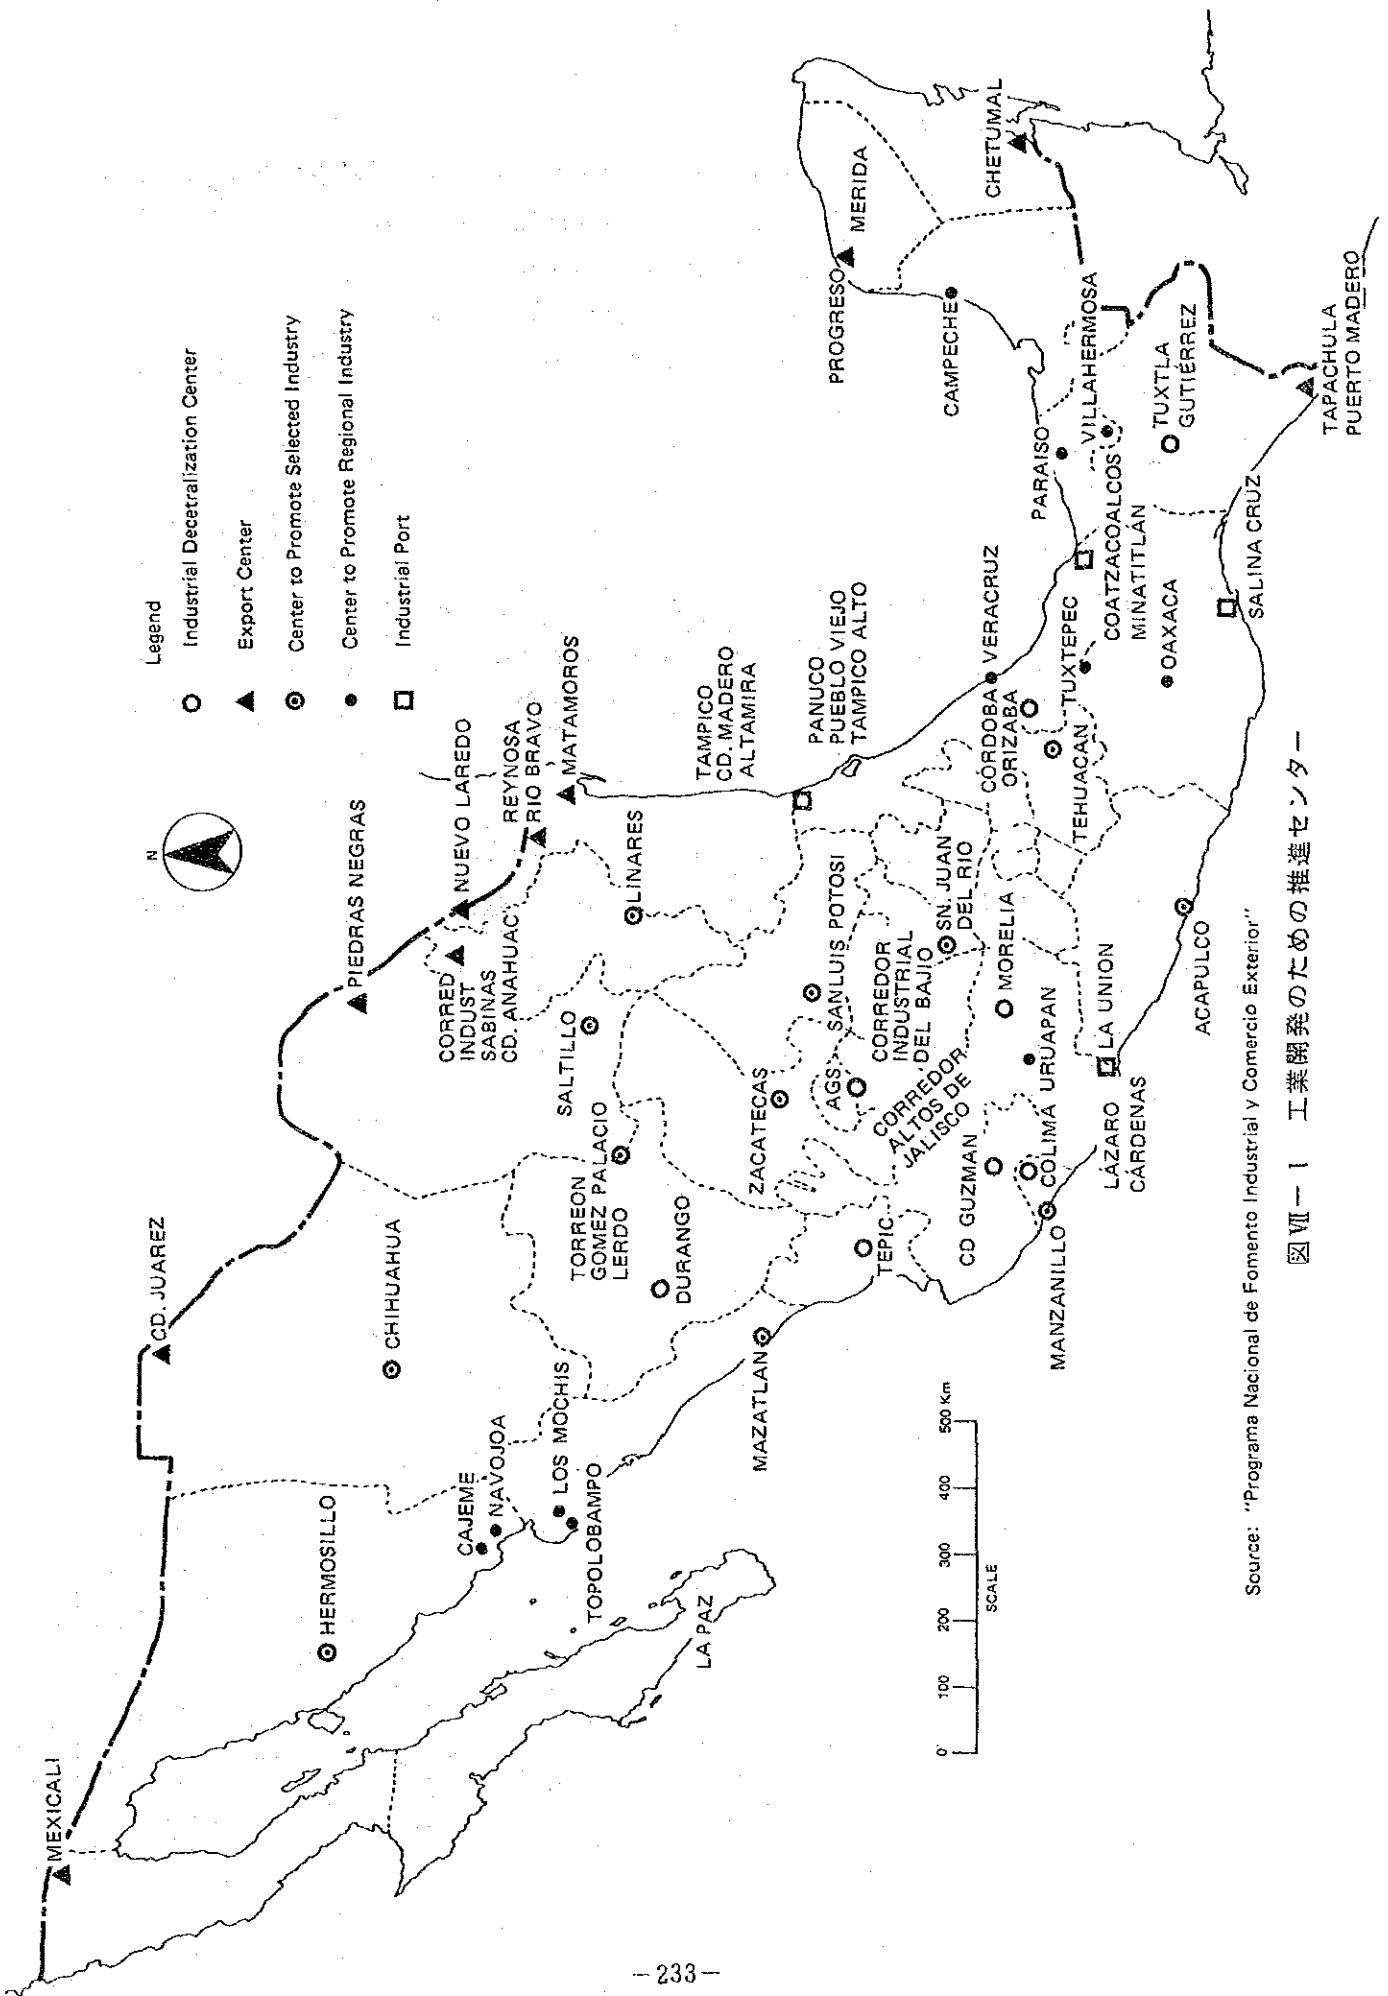 Legend
Industrial Decetralization Center
Export Center
Center to Promote Selected Industry
Center to Promote Regional Industry
Industrial Port
N
MEXICALI
CD. JUAREZ
HERMOSILLO
CHIHUAHUA
PIEDRAS NEGRAS
CORRED
INDUST
SABINAS
CD. ANAHUAC
NUEVO LAREDO
REYNOSA
RIO BRAVO
MATAMOROS
CAJEME
NAVOJOA
LOS MOCHIS
TOPOLOBAMPO
LA PAZ
TORREON
GOMEZ PALACIO
LERDO
SALTILLO
LINARES
DURANGO
MAZATLAN
ZACATECAS
TAMPICO
CD. MADERO
ALTAMIRA
PANUCO
PUEBLO VIEJO
TAMPICO ALTO
SANLUIS POTOSI
AGS
TEPIC
CORREDOR
INDUSTRIAL
DEL BAJIO
CORREDOR
ALTOS DE
JALISCO
SN. JUAN
DEL RIO
CD GUZMAN
COLIMA
MANZANILLO
URUAPAN
MORELIA
LA UNION
LÁZARO
CÁRDENAS
ACAPULCO
CORDOBA
ORIZABA
VERACRUZ
TEHUACAN
TUXTEPEC
OAXACA
COATZACOALCOS
MINATITLAN
SALINA CRUZ
PARAISO
VILLAHERMOSA
TUXTLA
GUTIÉRREZ
TAPACHULA
PUERTO MADERO
CAMPECHE
PROGRESO
MERIDA
CHETUMAL
0 100 200 300 400 500 Km
SCALE
Source: "Programa Nacional de Fomento Industrial y Comercio Exterior"
図Ⅶ－1 工業開発のための推進センター
－233－